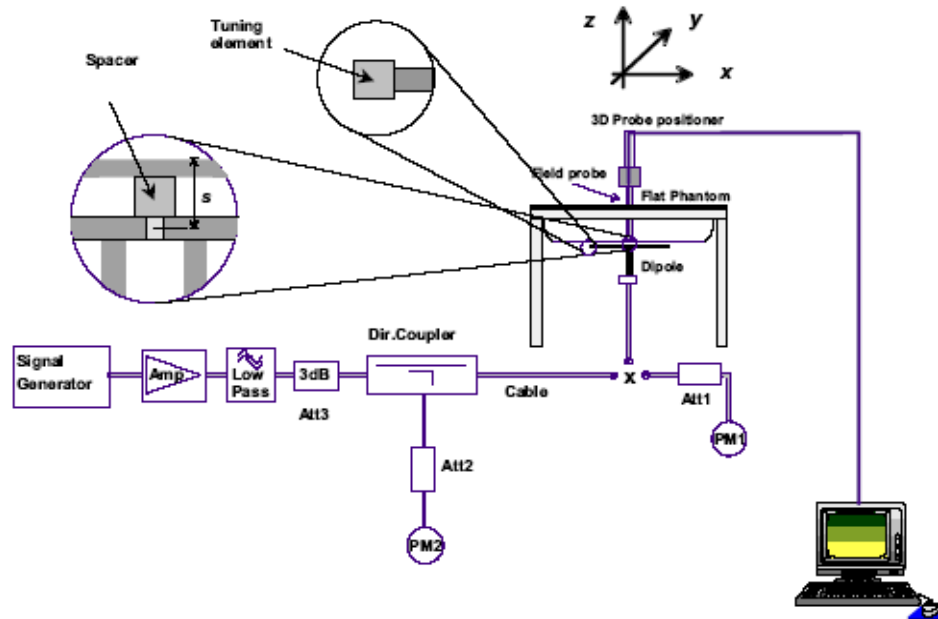 Tuning
element
z
y
x
Spacer
3D Probe positioner
s
Field probe
Flat Phantom
Dipole
Dir.Coupler
Signal
Generator
Amp
Low
Pass
3dB
Att3
Cable
x
Att1
PM1
Att2
PM2